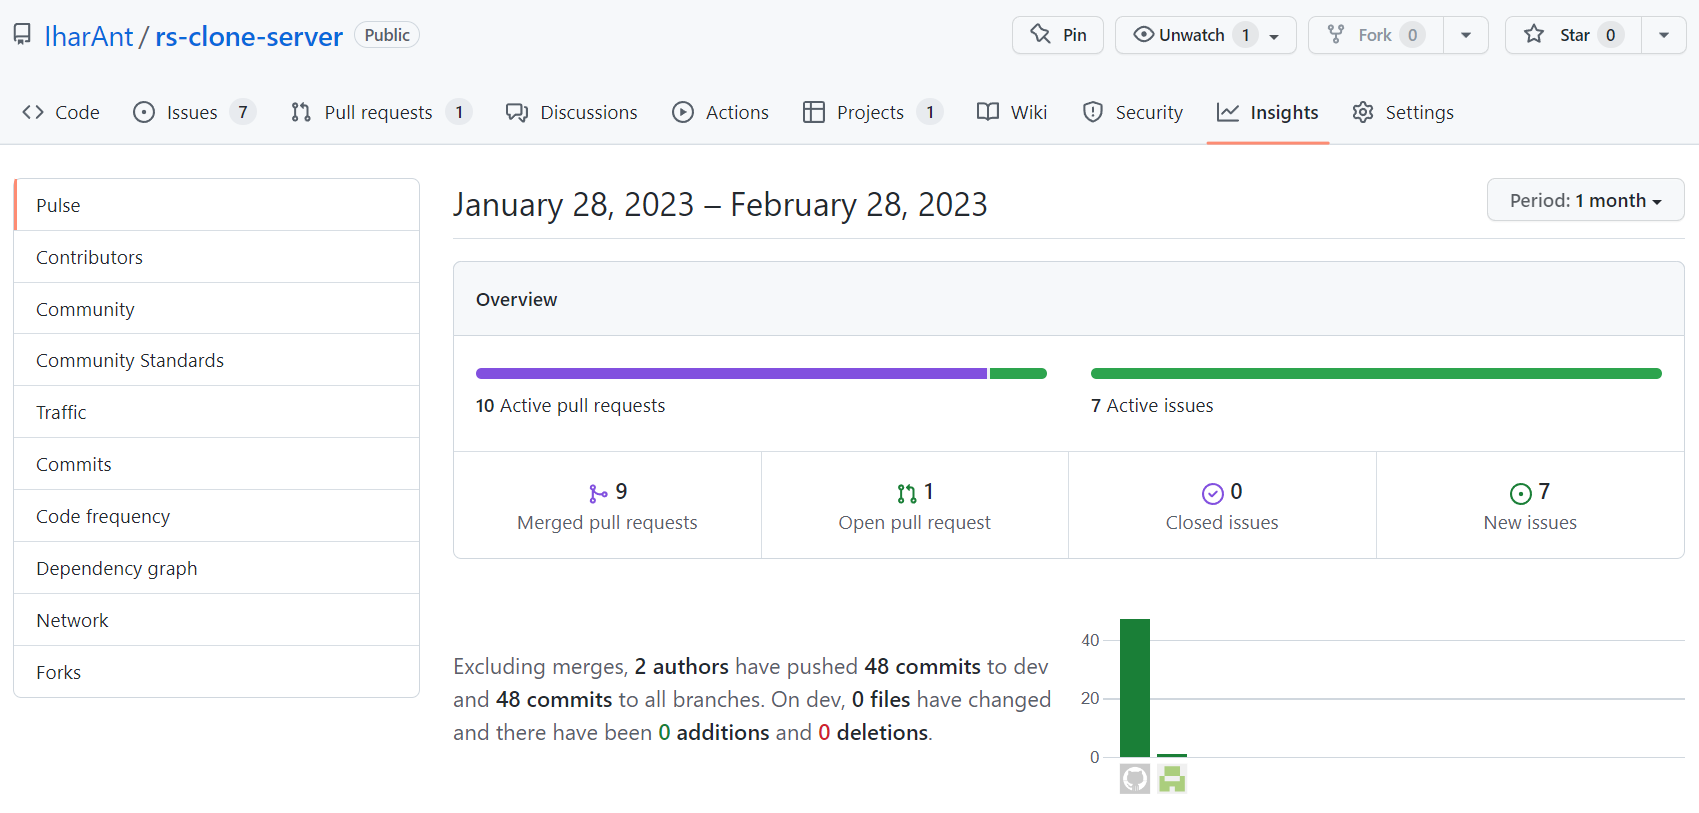 IharAnt / rs-clone-server Public
Pin Unwatch 1 Fork 0 Star 0
Code Issues 7 Pull requests 1 Discussions Actions Projects 1 Wiki Security Insights Settings
Pulse
Contributors
Community
Community Standards
Traffic
Commits
Code frequency
Dependency graph
Network
Forks
January 28, 2023 – February 28, 2023
Period: 1 month
Overview
10 Active pull requests
7 Active issues
9
Merged pull requests
1
Open pull request
0
Closed issues
7
New issues
Excluding merges, 2 authors have pushed 48 commits to dev
and 48 commits to all branches. On dev, 0 files have changed
and there have been 0 additions and 0 deletions.
40
20
0